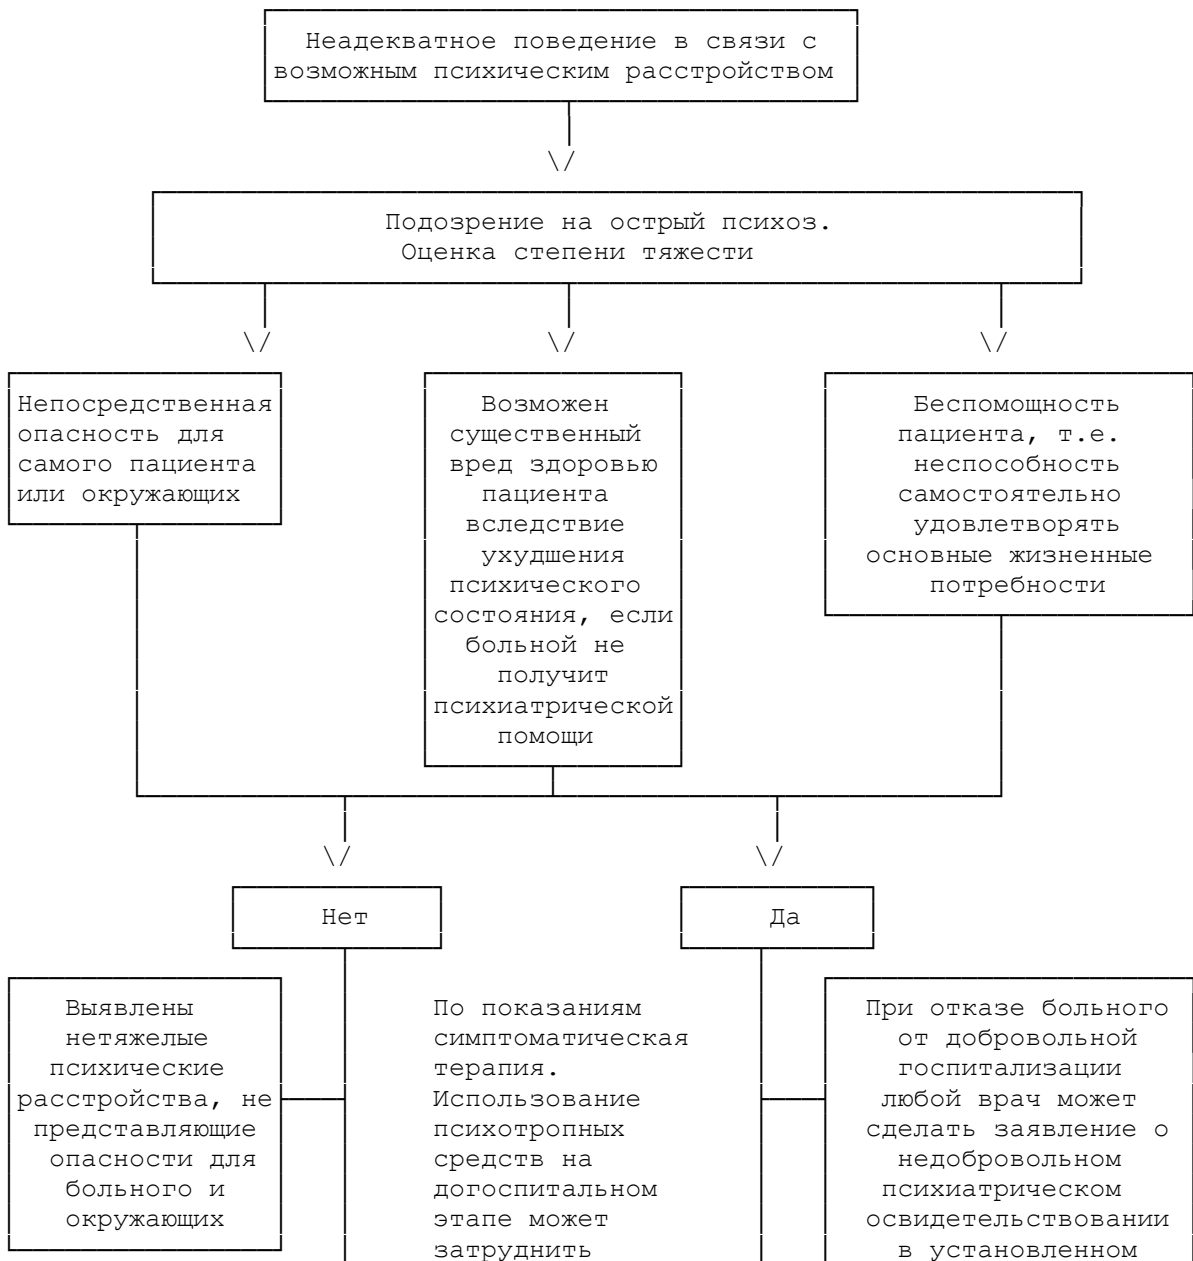 Неадекватное поведение в связи с
возможным психическим расстройством
\/
Подозрение на острый психоз.
Оценка степени тяжести
\/ \/ \/
Непосредственная
опасность для
самого пациента
или окружающих
Возможен
существенный
вред здоровью
пациента
вследствие
ухудшения
психического
состояния, если
больной не
получит
психиатрической
помощи
Беспомощность
пациента, т.е.
неспособность
самостоятельно
удовлетворять
основные жизненные
потребности
\/ \/
Нет
Да
Выявлены
нетяжелые
психические
расстройства, не
представляющие
опасности для
больного и
окружающих
По показаниям
симптоматическая
терапия.
Использование
психотропных
средств на
догоспитальном
этапе может
затруднить
При отказе больного
от добровольной
госпитализации
любой врач может
сделать заявление о
недобровольном
психиатрическом
освидетельствовании
в установленном